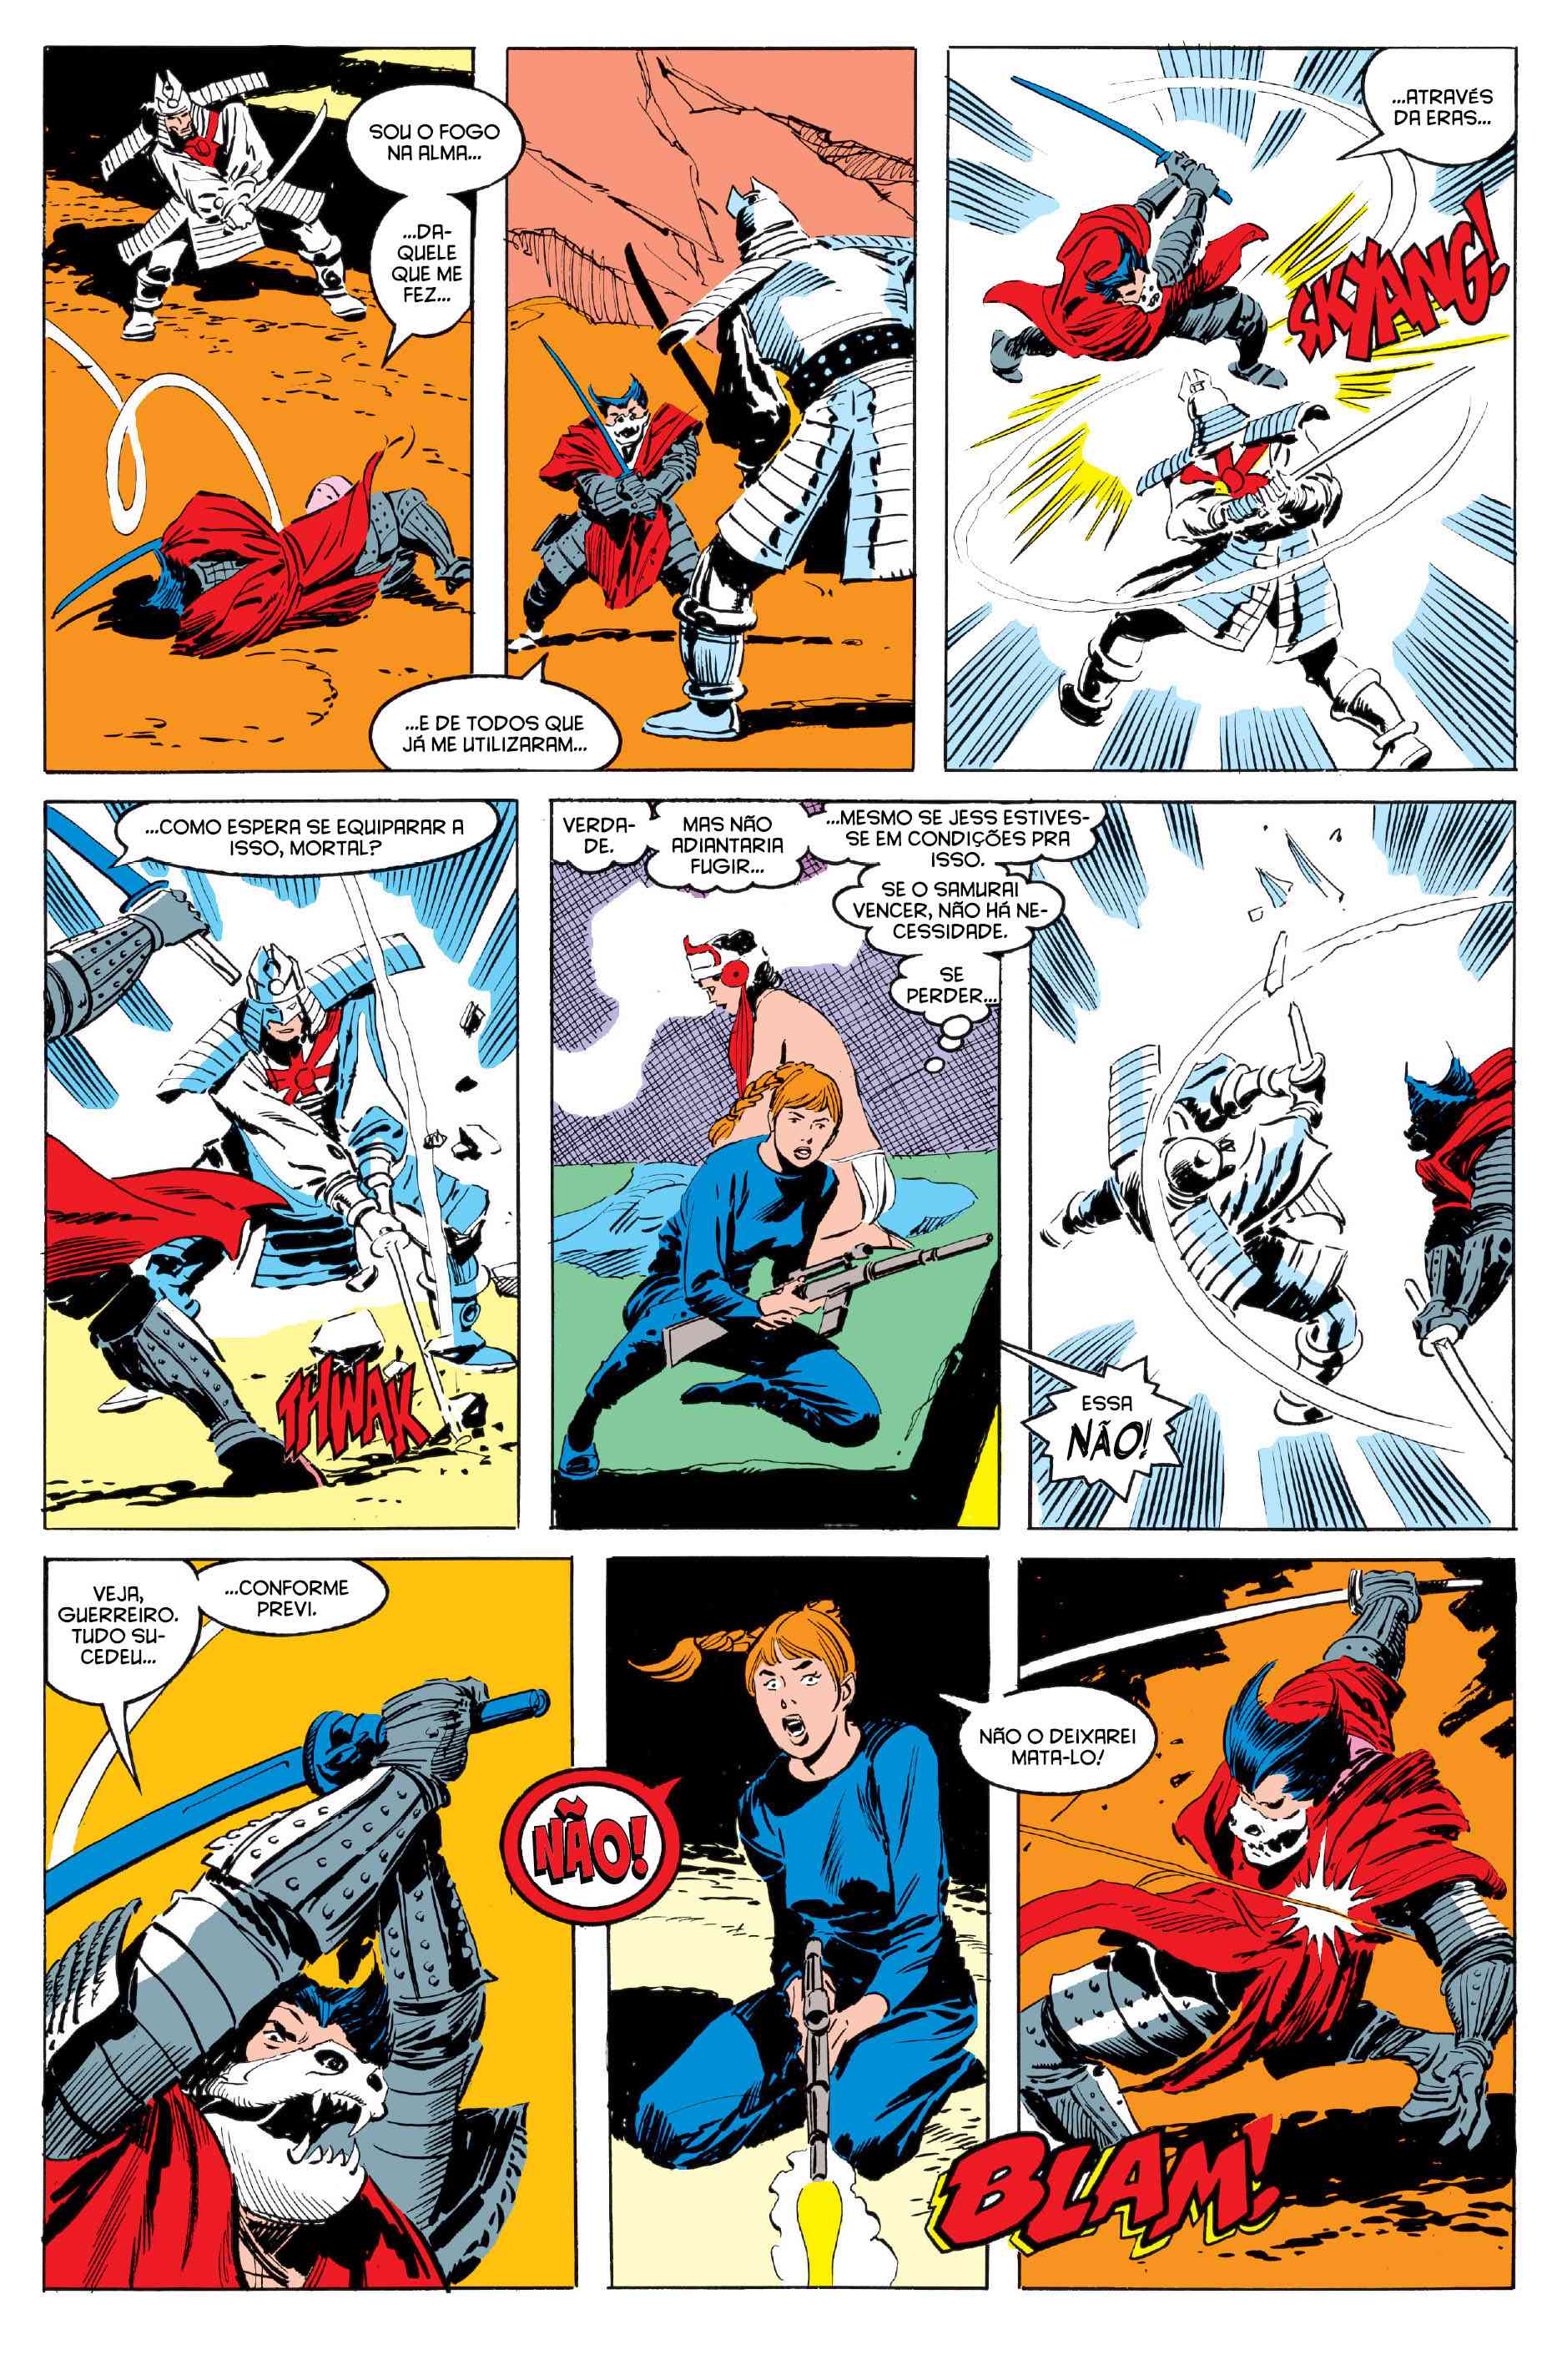 SOU O FOGO
NA ALMA...
...DA-
QUELE
QUE ME
FEZ...
...E DE TODOS QUE
JÁ ME UTILIZARAM...
...ATRAVÉS
DA ERAS...
SKYANG!
...COMO ESPERA SE EQUIPARAR A
ISSO, MORTAL?
THWAK
VERDA-
DE.
MAS NÃO
ADIANTARIA
FUGIR...
...MESMO SE JESS ESTIVES-
SE EM CONDIÇÕES PRA
ISSO.
SE O SAMURAI
VENCER, NÃO HÁ NE-
CESSIDADE.
SE
PERDER...
ESSA
NÃO!
VEJA,
GUERREIRO.
TUDO SU-
CEDEU...
...CONFORME
PREVI.
NÃO!
NÃO O DEIXAREI
MATA-LO!
BLAM!